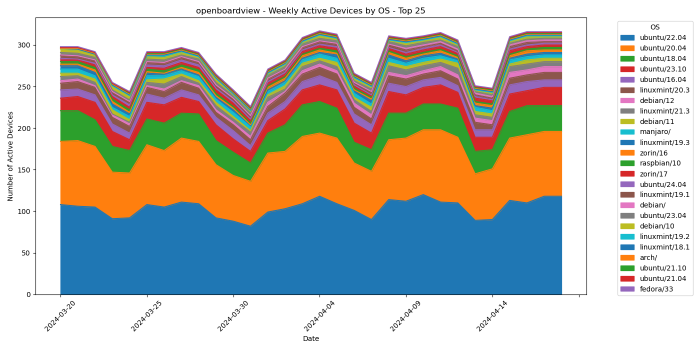 openboardview - Weekly Active Devices by OS - Top 25
Number of Active Devices
300
250
200
150
100
50
0
2024-03-20
2024-03-25
2024-03-30
2024-04-04
2024-04-09
2024-04-14
Date
OS
ubuntu/22.04
ubuntu/20.04
ubuntu/18.04
ubuntu/23.10
ubuntu/16.04
linuxmint/20.3
debian/12
linuxmint/21.3
debian/11
manjaro/
linuxmint/19.3
zorin/16
raspbian/10
zorin/17
ubuntu/24.04
linuxmint/19.1
debian/
ubuntu/23.04
debian/10
linuxmint/19.2
linuxmint/18.1
arch/
ubuntu/21.10
ubuntu/21.04
fedora/33